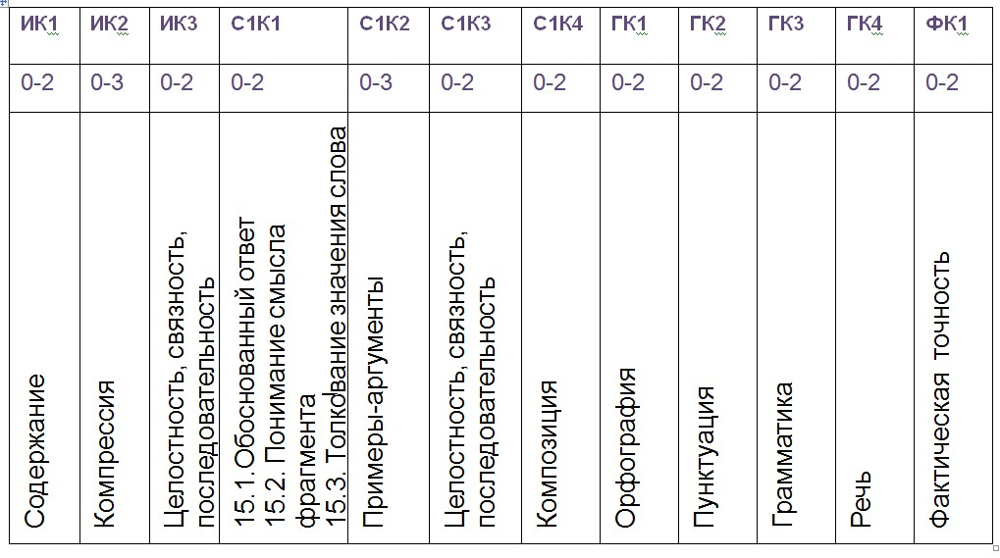 ИК1 ИК2 ИК3 С1К1 С1К2 С1К3 С1К4 ГК1 ГК2 ГК3 ГК4 ФК1
0-2 0-3 0-2 0-2 0-3 0-2 0-2 0-2 0-2 0-2 0-2 0-2
Содержание
Компрессия
Целостность, связность,
последовательность
15.1.Обоснованный ответ
15.2. Понимание смысла
фрагмента
15.3. Толкование значения слова
Примеры-аргументы
Целостность, связность,
последовательность
Композиция
Орфография
Пунктуация
Грамматика
Речь
Фактическая точность